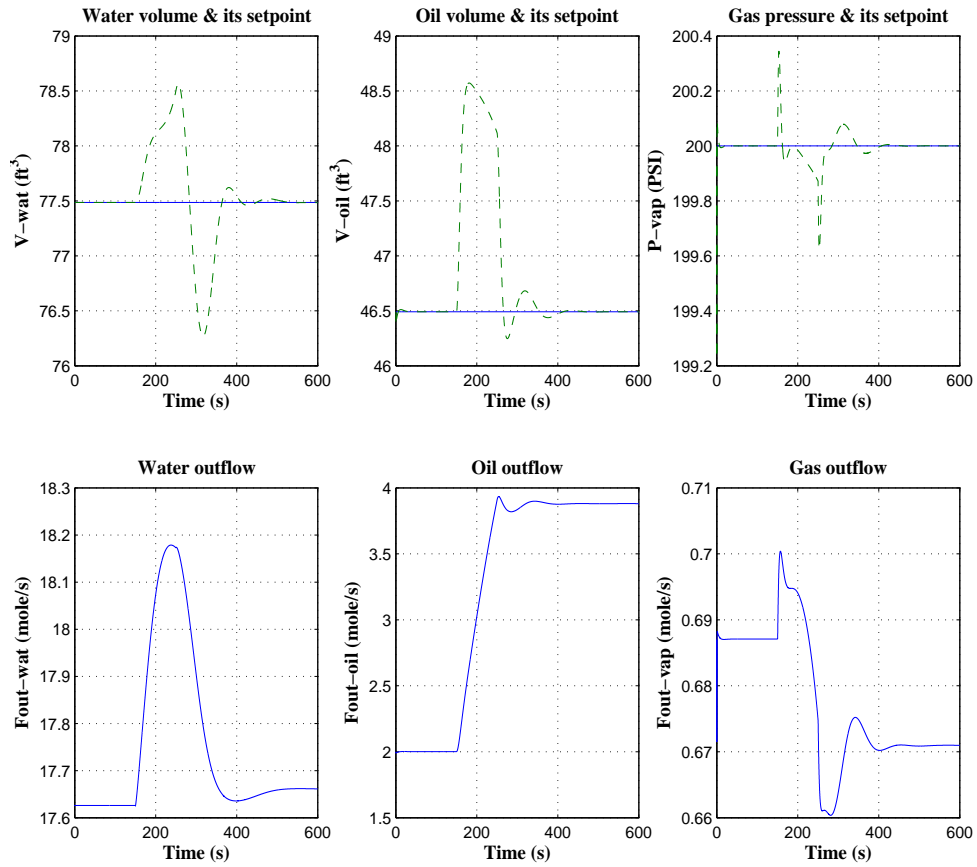 Water volume & its setpoint
79
78.5
78
77.5
77
76.5
76
V−wat (ft³)
0 200 400 600
Time (s)
Oil volume & its setpoint
49
48.5
48
47.5
47
46.5
46
V−oil (ft³)
0 200 400 600
Time (s)
Gas pressure & its setpoint
200.4
200.2
200
199.8
199.6
199.4
199.2
P−vap (PSI)
0 200 400 600
Time (s)
Water outflow
18.3
18.2
18.1
18
17.9
17.8
17.7
17.6
Fout−wat (mole/s)
0 200 400 600
Time (s)
Oil outflow
4
3.5
3
2.5
2
1.5
Fout−oil (mole/s)
0 200 400 600
Time (s)
Gas outflow
0.71
0.7
0.69
0.68
0.67
0.66
Fout−vap (mole/s)
0 200 400 600
Time (s)